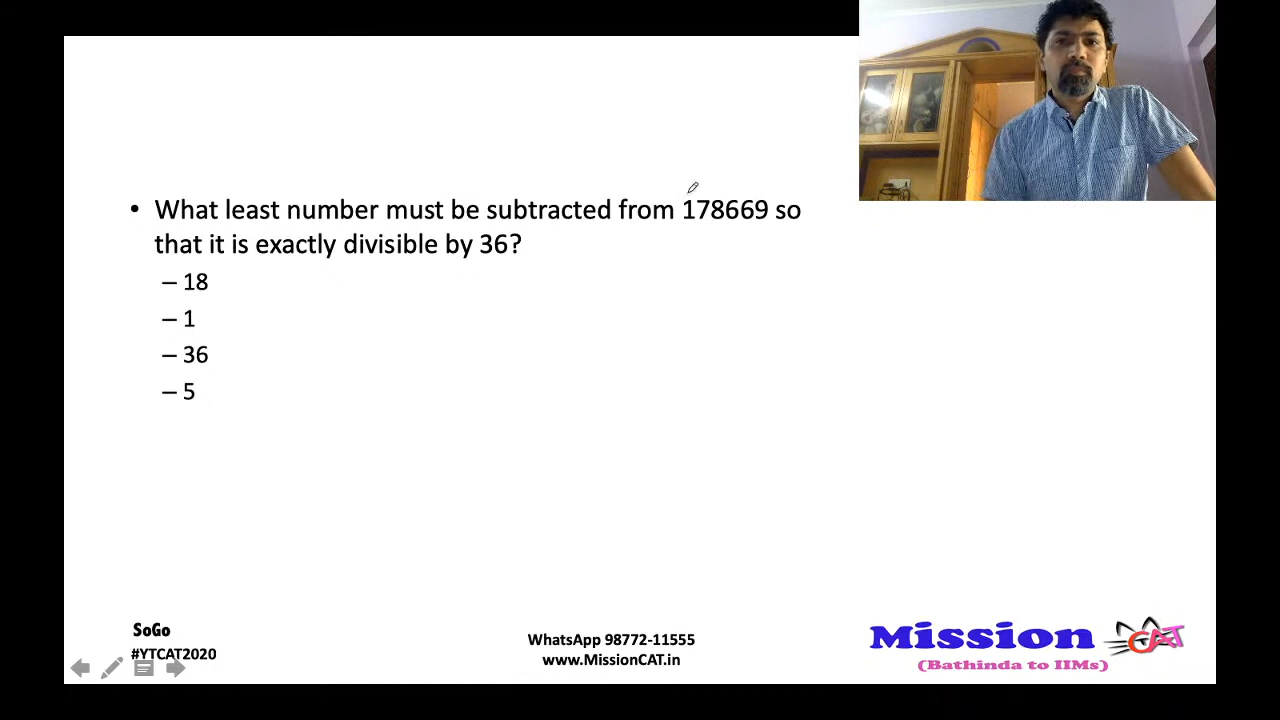 • What least number must be subtracted from 178669 so
that it is exactly divisible by 36?
– 18
– 1
– 36
– 5
SoGo
#YTCAT2020
WhatsApp 98772-11555
www.MissionCAT.in
Mission CAT
(Bathinda to IIMs)